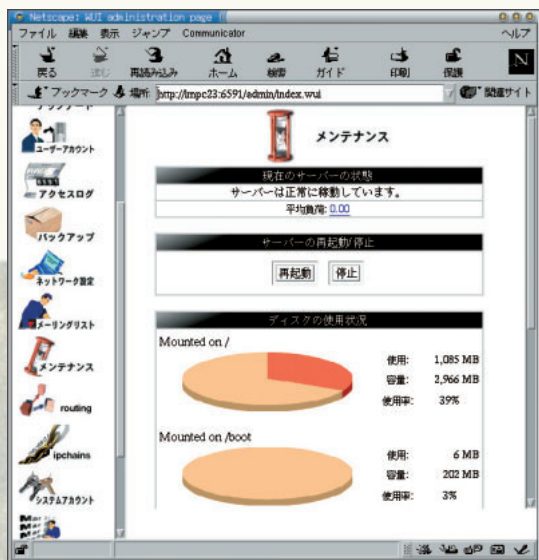 Netscape: WUI administration page
ファイル 編集 表示 ジャンプ Communicator ヘルプ
戻る 進む 再読み込み ホーム 検索 ガイド 印刷 保護 N
ブックマーク 場所: http://lmpc23:6591/admin/index.wui 関連サイト
ユーザーアカウント
アクセスログ
バックアップ
ネットワーク設定
メーリングリスト
メンテナンス
routing
ipchains
システムアカウント
メンテナンス
現在のサーバーの状態
サーバーは正常に稼動しています。
平均負荷: 0.00
サーバーの再起動/停止
再起動 停止
ディスクの使用状況
Mounted on /
使用: 1,085 MB
容量: 2,966 MB
使用率: 39%
Mounted on /boot
使用: 6 MB
容量: 202 MB
使用率: 3%